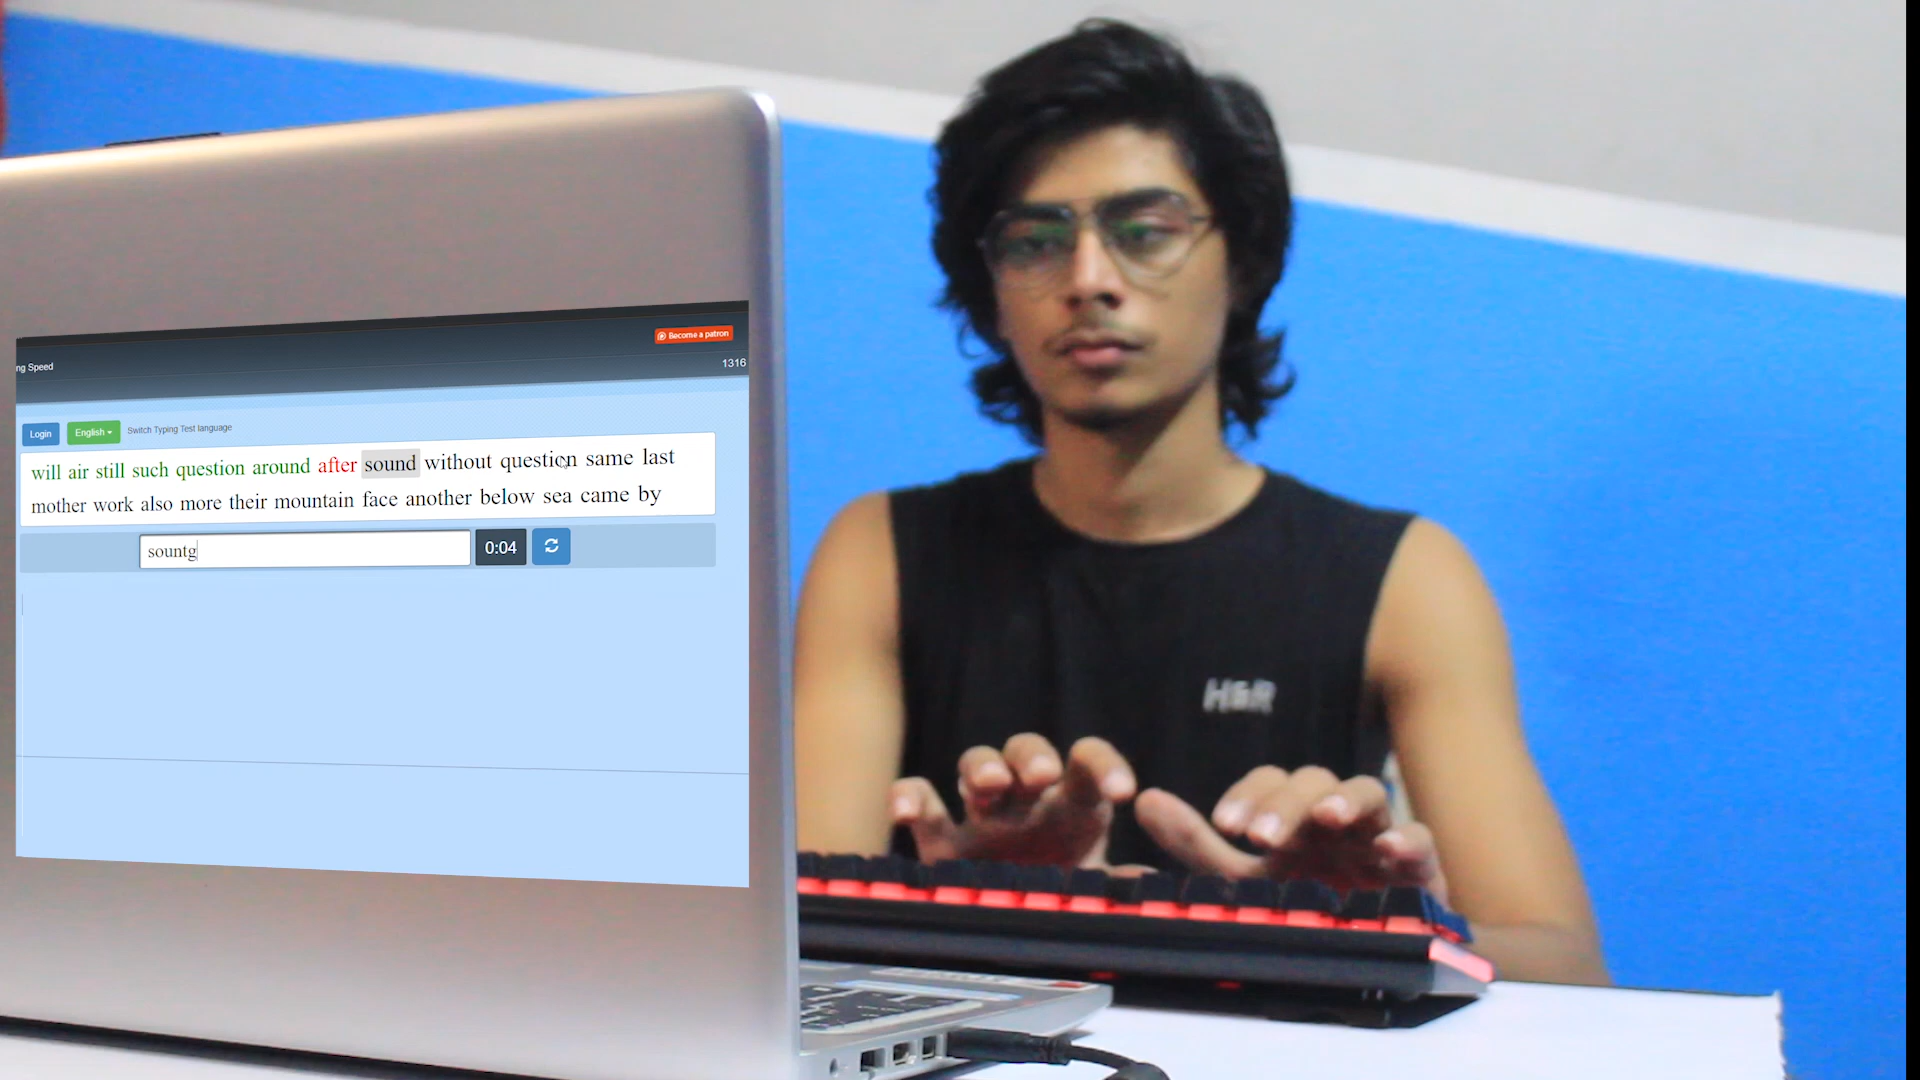 Become a patron
ng Speed
1316
Login English Switch Typing Test language
will air still such question around after sound without question same last
mother work also more their mountain face another below sea came by
sountg 0:04
H&R